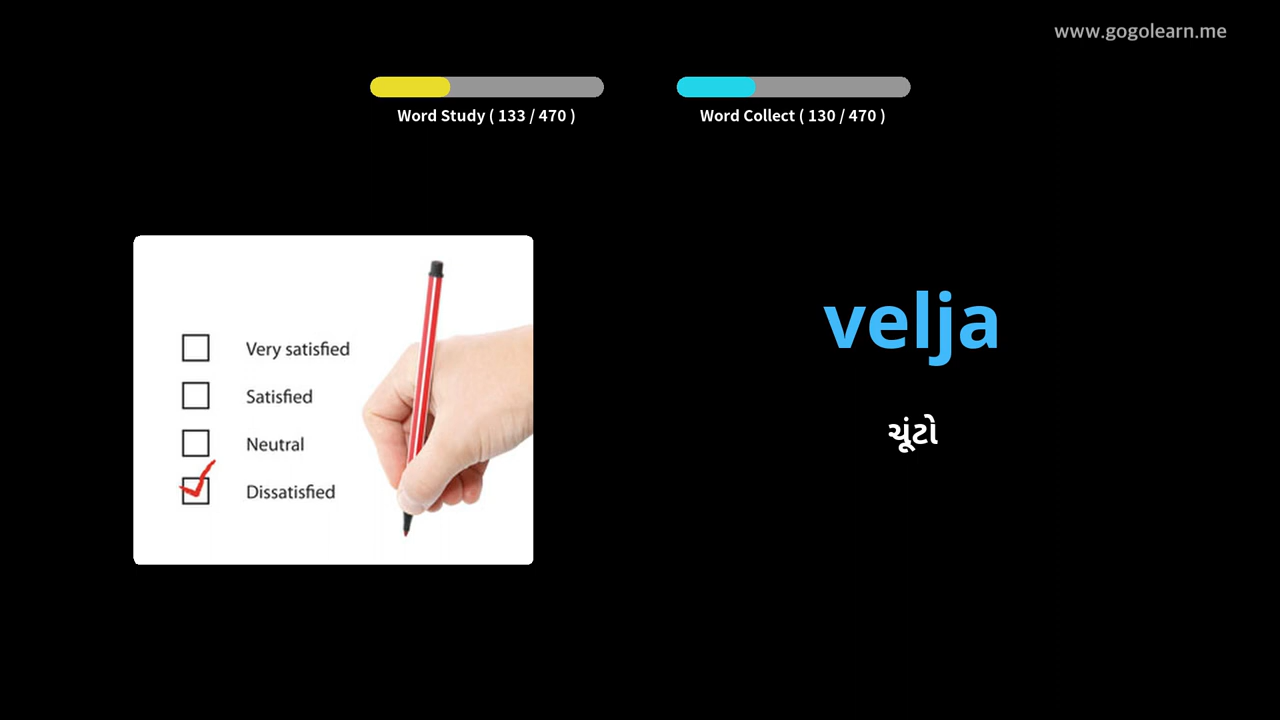 www.gogolearn.me
Word Study ( 133 / 470 )
Word Collect ( 130 / 470 )
Very satisfied
Satisfied
Neutral
Dissatisfied
velja
ચૂંટો